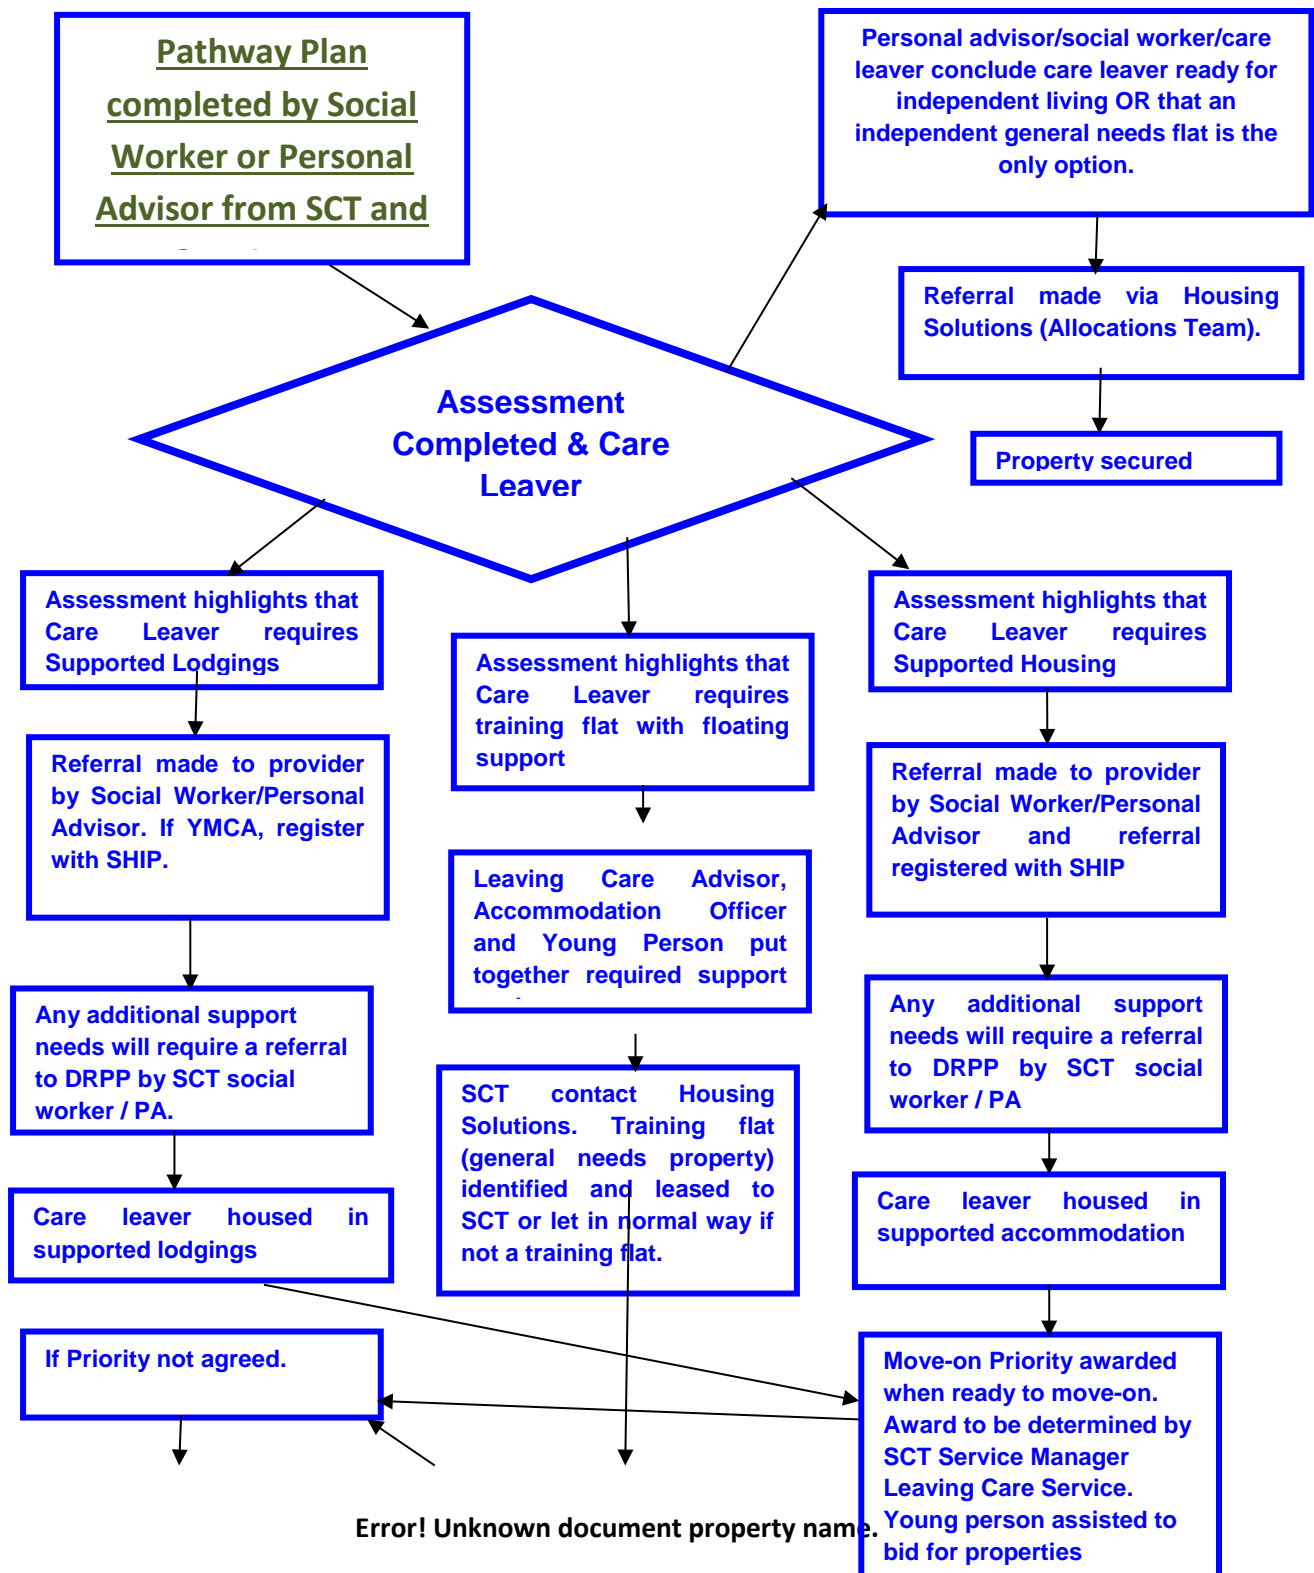 Pathway Plan
completed by Social
Worker or Personal
Advisor from SCT and
Personal advisor/social worker/care
leaver conclude care leaver ready for
independent living OR that an
independent general needs flat is the
only option.
Referral made via Housing
Solutions (Allocations Team).
Property secured
Assessment
Completed & Care
Leaver
Assessment highlights that
Care Leaver requires
Supported Lodgings
Referral made to provider
by Social Worker/Personal
Advisor. If YMCA, register
with SHIP.
Any additional support
needs will require a referral
to DRPP by SCT social
worker / PA.
Care leaver housed in
supported lodgings
If Priority not agreed.
Assessment highlights that
Care Leaver requires
training flat with floating
support
Leaving Care Advisor,
Accommodation Officer
and Young Person put
together required support
SCT contact Housing
Solutions. Training flat
(general needs property)
identified and leased to
SCT or let in normal way if
not a training flat.
Assessment highlights that
Care Leaver requires
Supported Housing
Referral made to provider
by Social Worker/Personal
Advisor and referral
registered with SHIP
Any additional support
needs will require a referral
to DRPP by SCT social
worker / PA
Care leaver housed in
supported accommodation
Move-on Priority awarded
when ready to move-on.
Award to be determined by
SCT Service Manager
Leaving Care Service.
Young person assisted to
bid for properties
Error! Unknown document property name.